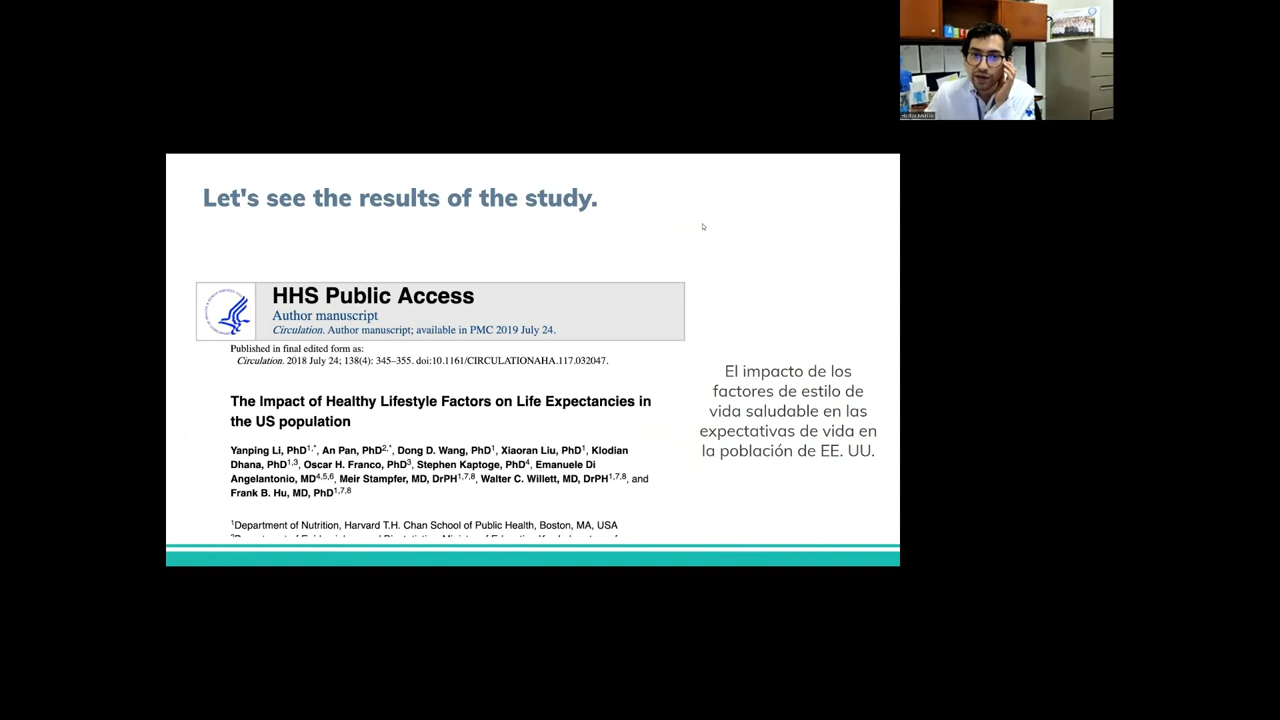 Let's see the results of the study.
HHS Public Access
Author manuscript
Circulation. Author manuscript; available in PMC 2019 July 24.
Published in final edited form as:
Circulation. 2018 July 24; 138(4): 345–355. doi:10.1161/CIRCULATIONAHA.117.032047.
The Impact of Healthy Lifestyle Factors on Life Expectancies in
the US population
Yanping Li, PhD1,*, An Pan, PhD2,*, Dong D. Wang, PhD1, Xiaoran Liu, PhD1, Klodian
Dhana, PhD1,3, Oscar H. Franco, PhD3, Stephen Kaptoge, PhD4, Emanuele Di
Angelantonio, MD4,5,6, Meir Stampfer, MD, DrPH1,7,8, Walter C. Willett, MD, DrPH1,7,8, and
Frank B. Hu, MD, PhD1,7,8
1Department of Nutrition, Harvard T.H. Chan School of Public Health, Boston, MA, USA
El impacto de los
factores de estilo de
vida saludable en las
expectativas de vida en
la población de EE. UU.